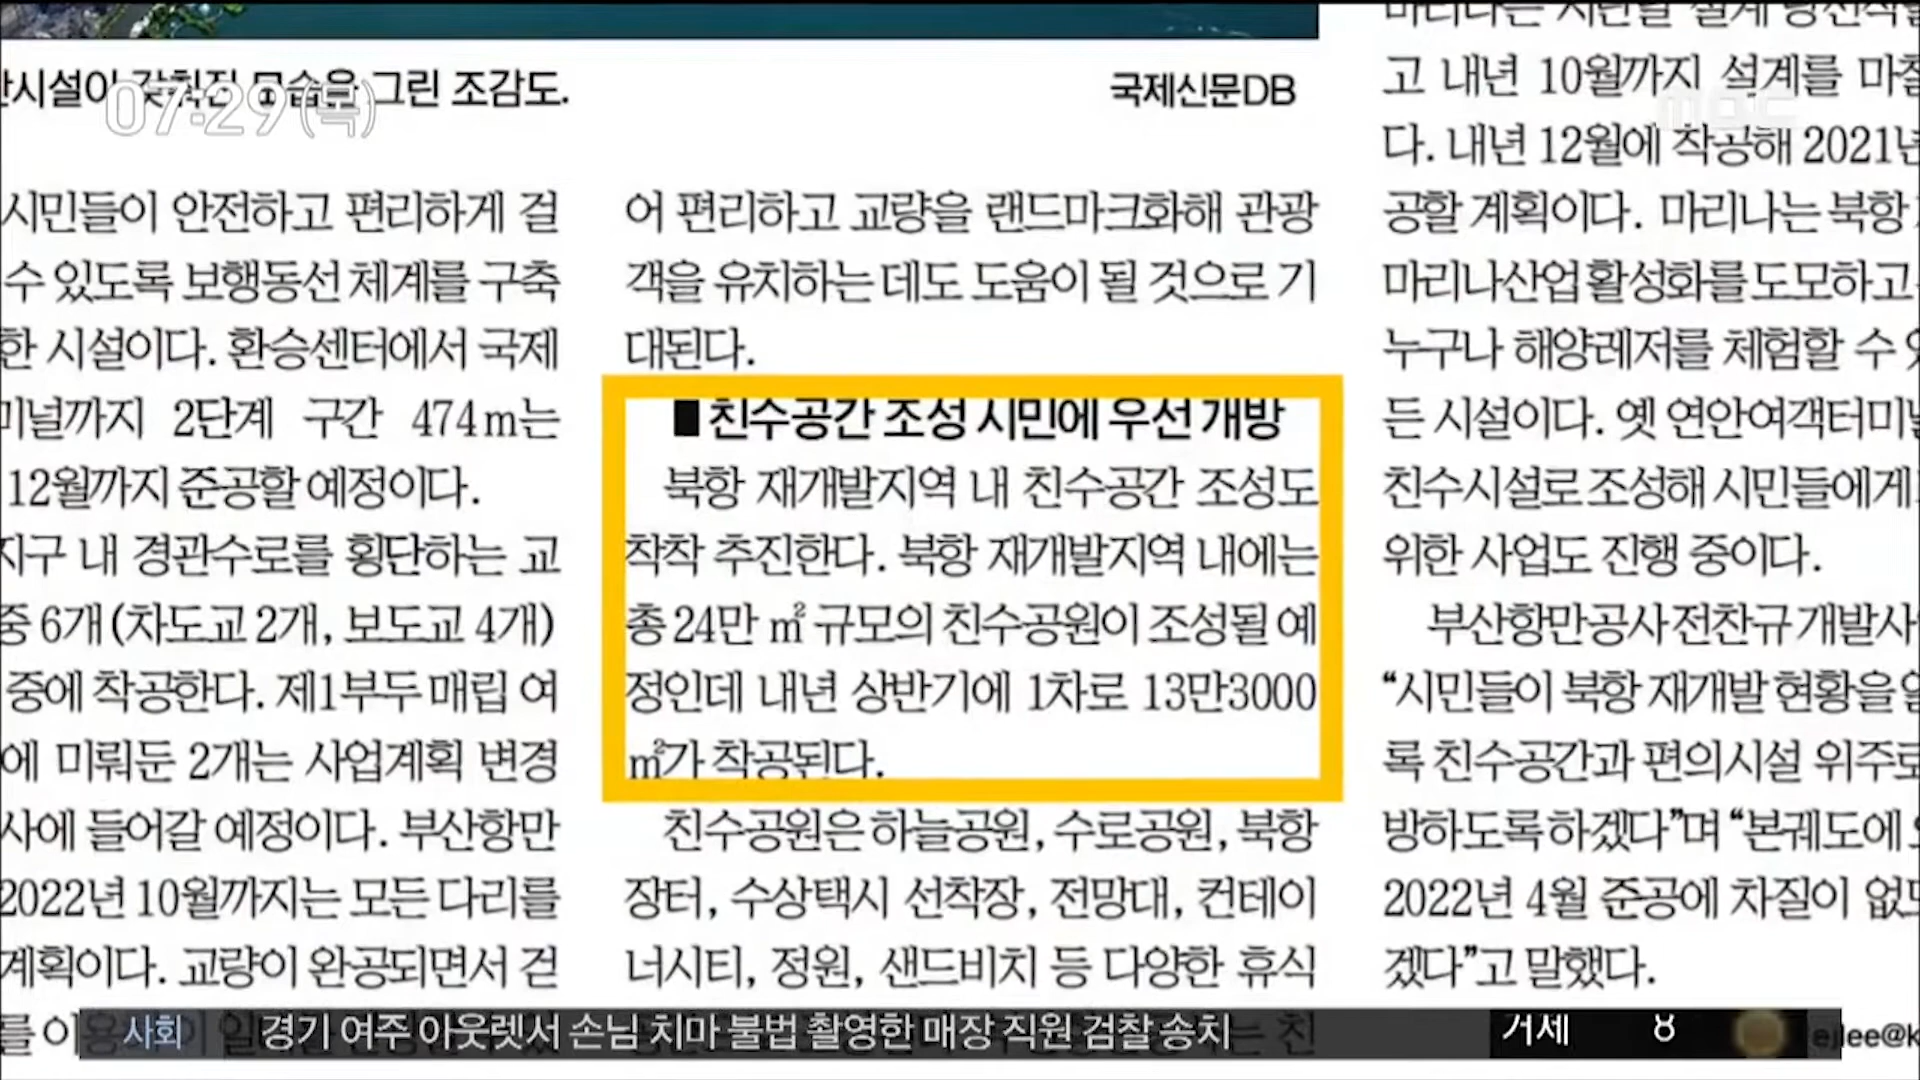 07:29(목)
MBC
조감도.
국제신문DB
시민들이 안전하고 편리하게 걸
수 있도록 보행동선 체계를 구축
한 시설이다. 환승센터에서 국제
미널까지 2단계 구간 474m는
12월까지 준공할 예정이다.
지구 내 경관수로를 횡단하는 교
중 6개(차도교 2개, 보도교 4개)
중에 착공한다. 제1부두 매립 여
에 미뤄둔 2개는 사업계획 변경
사에 들어갈 예정이다. 부산항만
2022년 10월까지는 모든 다리를
계획이다. 교량이 완공되면서 걷
어 편리하고 교량을 랜드마크화해 관광
객을 유치하는 데도 도움이 될 것으로 기
대된다.
■ 친수공간 조성 시민에 우선 개방
북항 재개발지역 내 친수공간 조성도
착착 추진한다. 북항 재개발지역 내에는
총 24만 ㎡ 규모의 친수공원이 조성될 예
정인데 내년 상반기에 1차로 13만3000
㎡가 착공된다.
친수공원은 하늘공원, 수로공원, 북항
장터, 수상택시 선착장, 전망대, 컨테이
너시티, 정원, 샌드비치 등 다양한 휴식
고 내년 10월까지 설계를
다. 내년 12월에 착공해 2021년
공할 계획이다. 마리나는 북항
마리나산업 활성화를 도모하고
누구나 해양레저를 체험할 수
든 시설이다. 옛 연안여객터미널
친수시설로 조성해 시민들에게
위한 사업도 진행 중이다.
부산항만공사 전찬규 개발사
“시민들이 북항 재개발 현황을
록 친수공간과 편의시설 위주로
방하도록 하겠다”며 “본궤도에
2022년 4월 준공에 차질이
겠다”고 말했다.
사회 경기 여주 아웃렛서 손님 치마 불법 촬영한 매장 직원 검찰 송치
거제 8